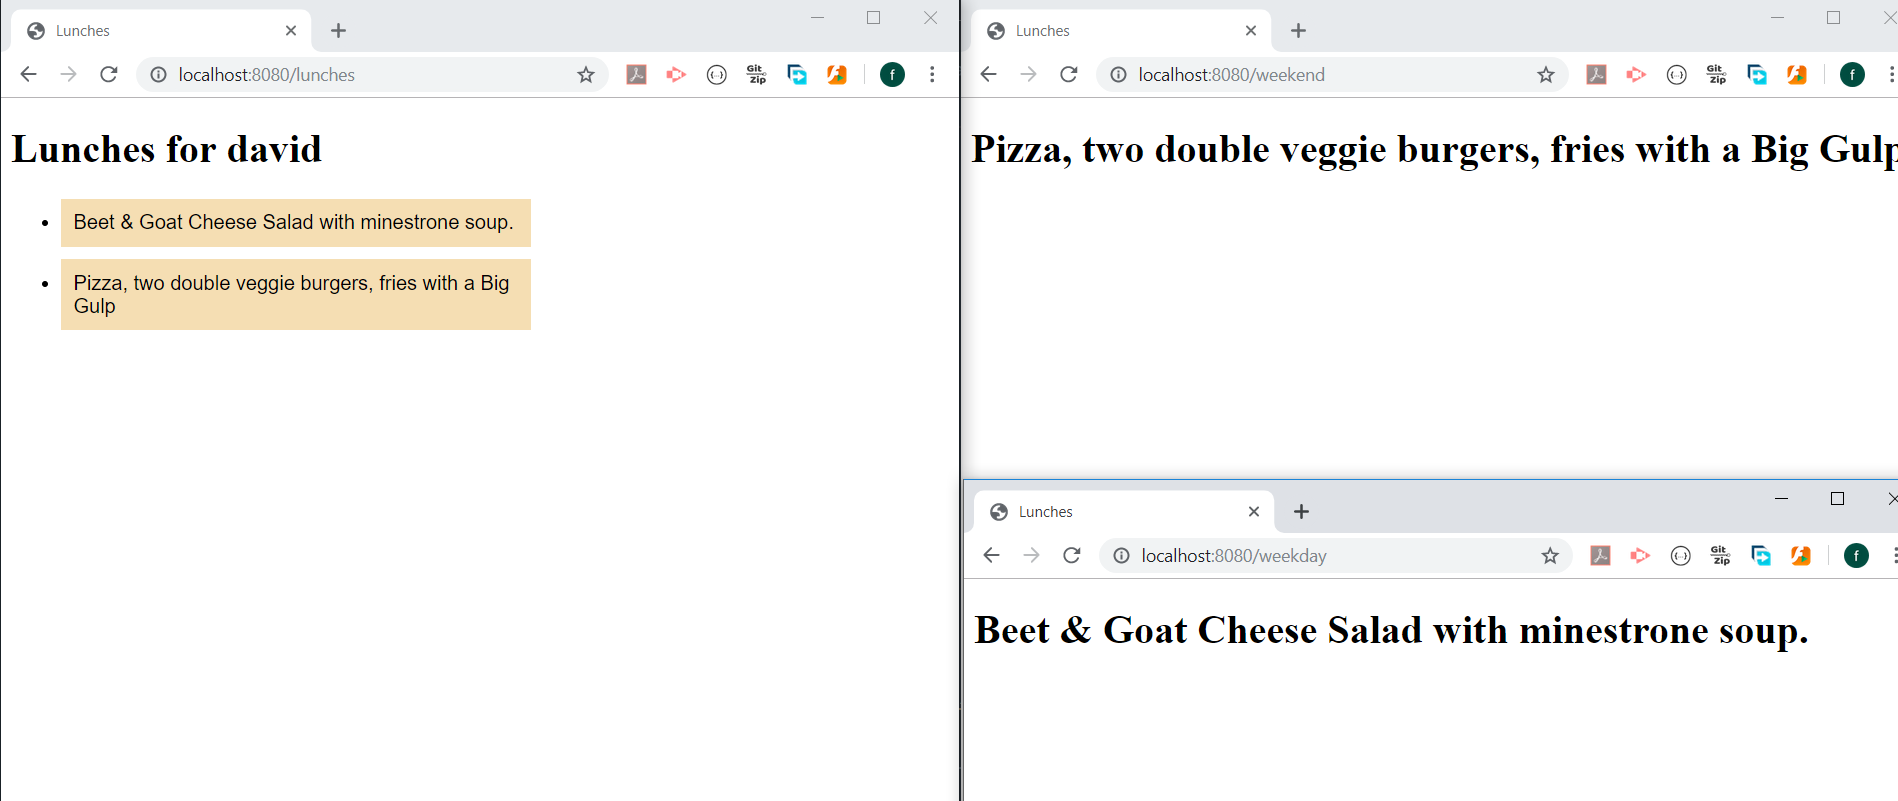 Lunches
localhost:8080/lunches
Git
Zip
f
Lunches for david
Beet & Goat Cheese Salad with minestrone soup.
Pizza, two double veggie burgers, fries with a Big
Gulp
Lunches
localhost:8080/weekend
Git
Zip
f
Pizza, two double veggie burgers, fries with a Big Gulp
Lunches
localhost:8080/weekday
Git
Zip
f
Beet & Goat Cheese Salad with minestrone soup.